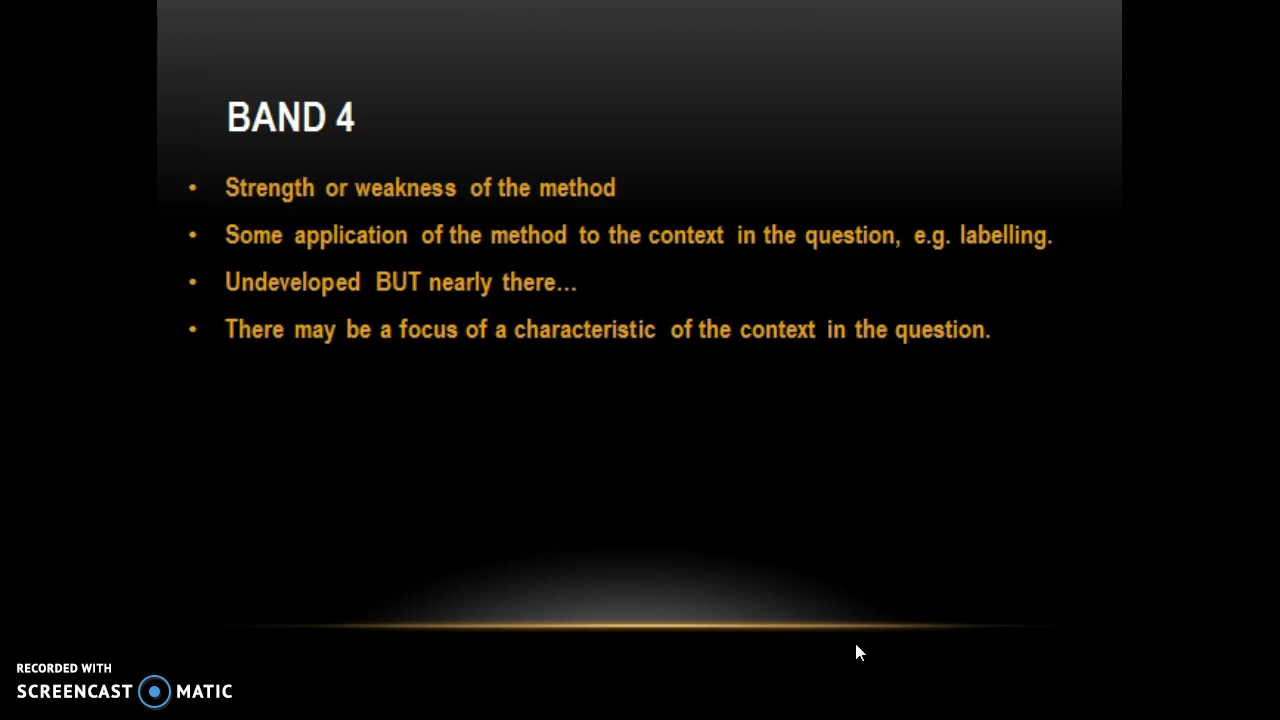 BAND 4
• Strength or weakness of the method
• Some application of the method to the context in the question, e.g. labelling.
• Undeveloped BUT nearly there...
• There may be a focus of a characteristic of the context in the question.
RECORDED WITH
SCREENCAST MATIC